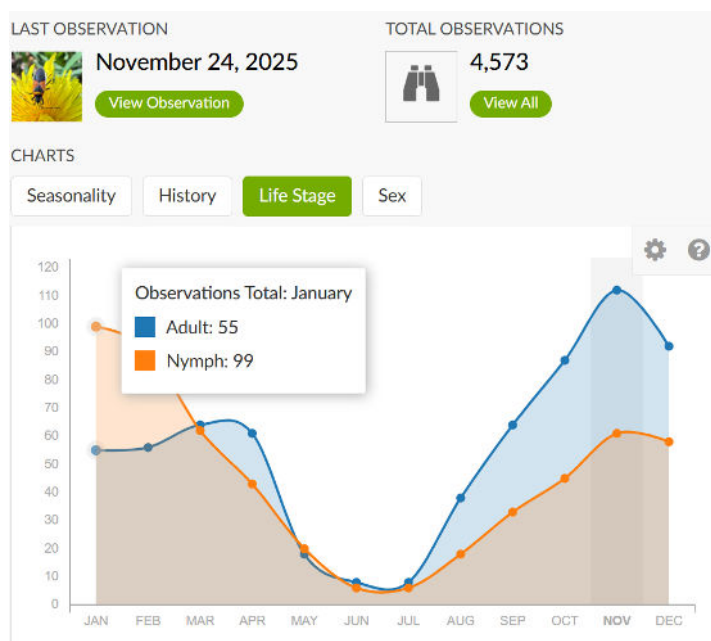 LAST OBSERVATION
November 24, 2025
View Observation
TOTAL OBSERVATIONS
4,573
View All
CHARTS
Seasonality History Life Stage Sex
?
120
110
100
90
80
70
60
50
40
30
20
10
0
Observations Total: January
Adult: 55
Nymph: 99
JAN FEB MAR APR MAY JUN JUL AUG SEP OCT NOV DEC